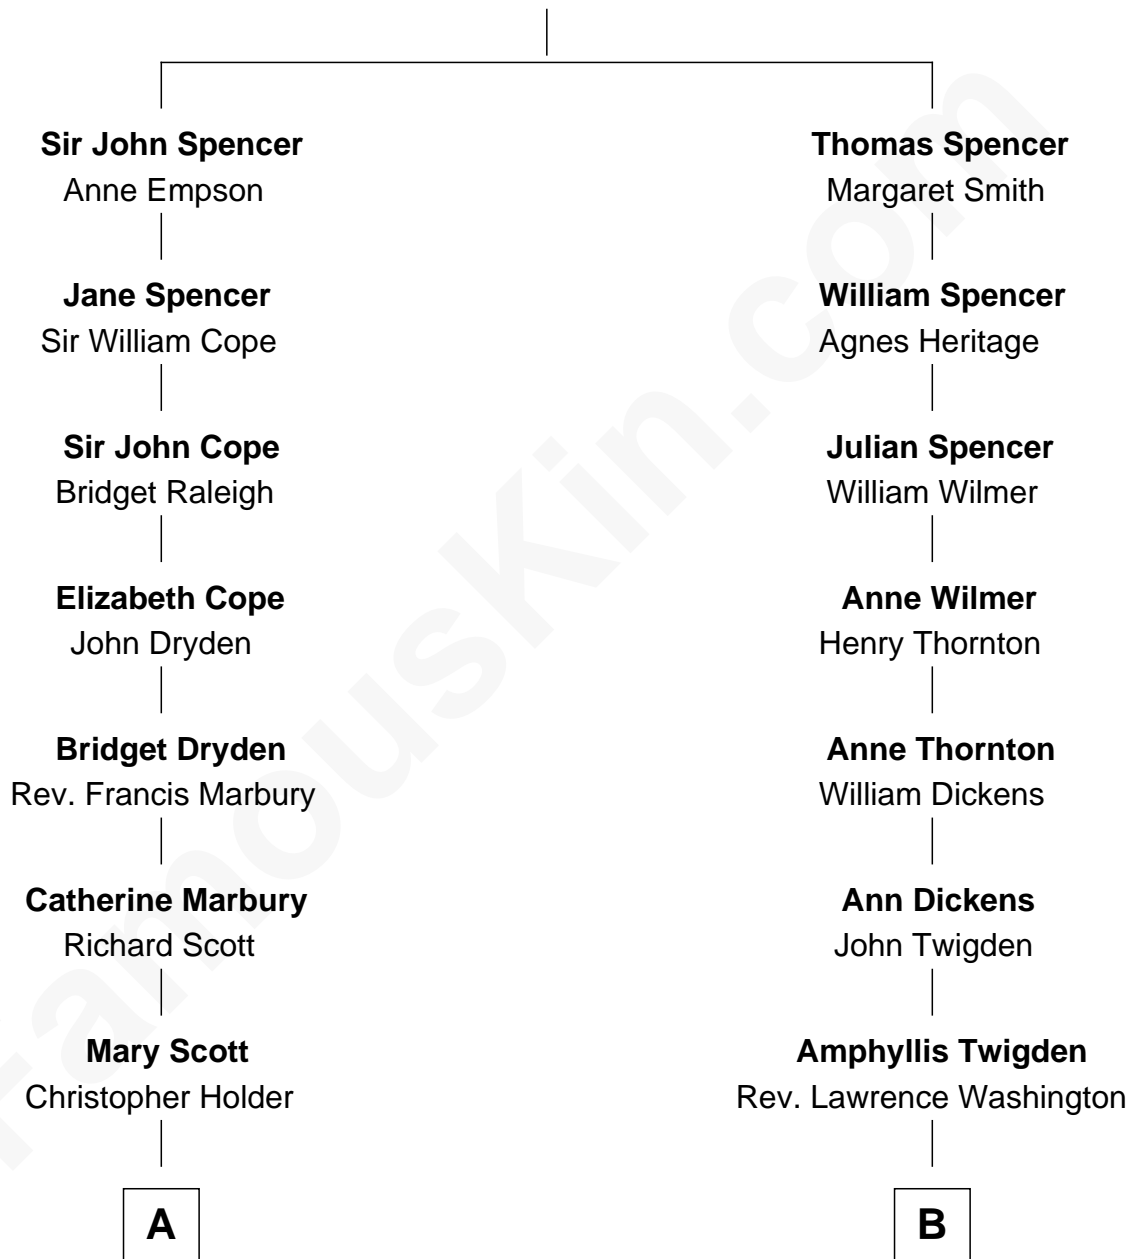 Sir John Spencer
Anne Empson
Thomas Spencer
Margaret Smith
Jane Spencer
Sir William Cope
William Spencer
Agnes Heritage
Sir John Cope
Bridget Raleigh
Julian Spencer
William Wilmer
Elizabeth Cope
John Dryden
Anne Wilmer
Henry Thornton
Bridget Dryden
Rev. Francis Marbury
Anne Thornton
William Dickens
Catherine Marbury
Richard Scott
Ann Dickens
John Twigden
Mary Scott
Christopher Holder
Amphyllis Twigden
Rev. Lawrence Washington
A
B
FamousKin.com